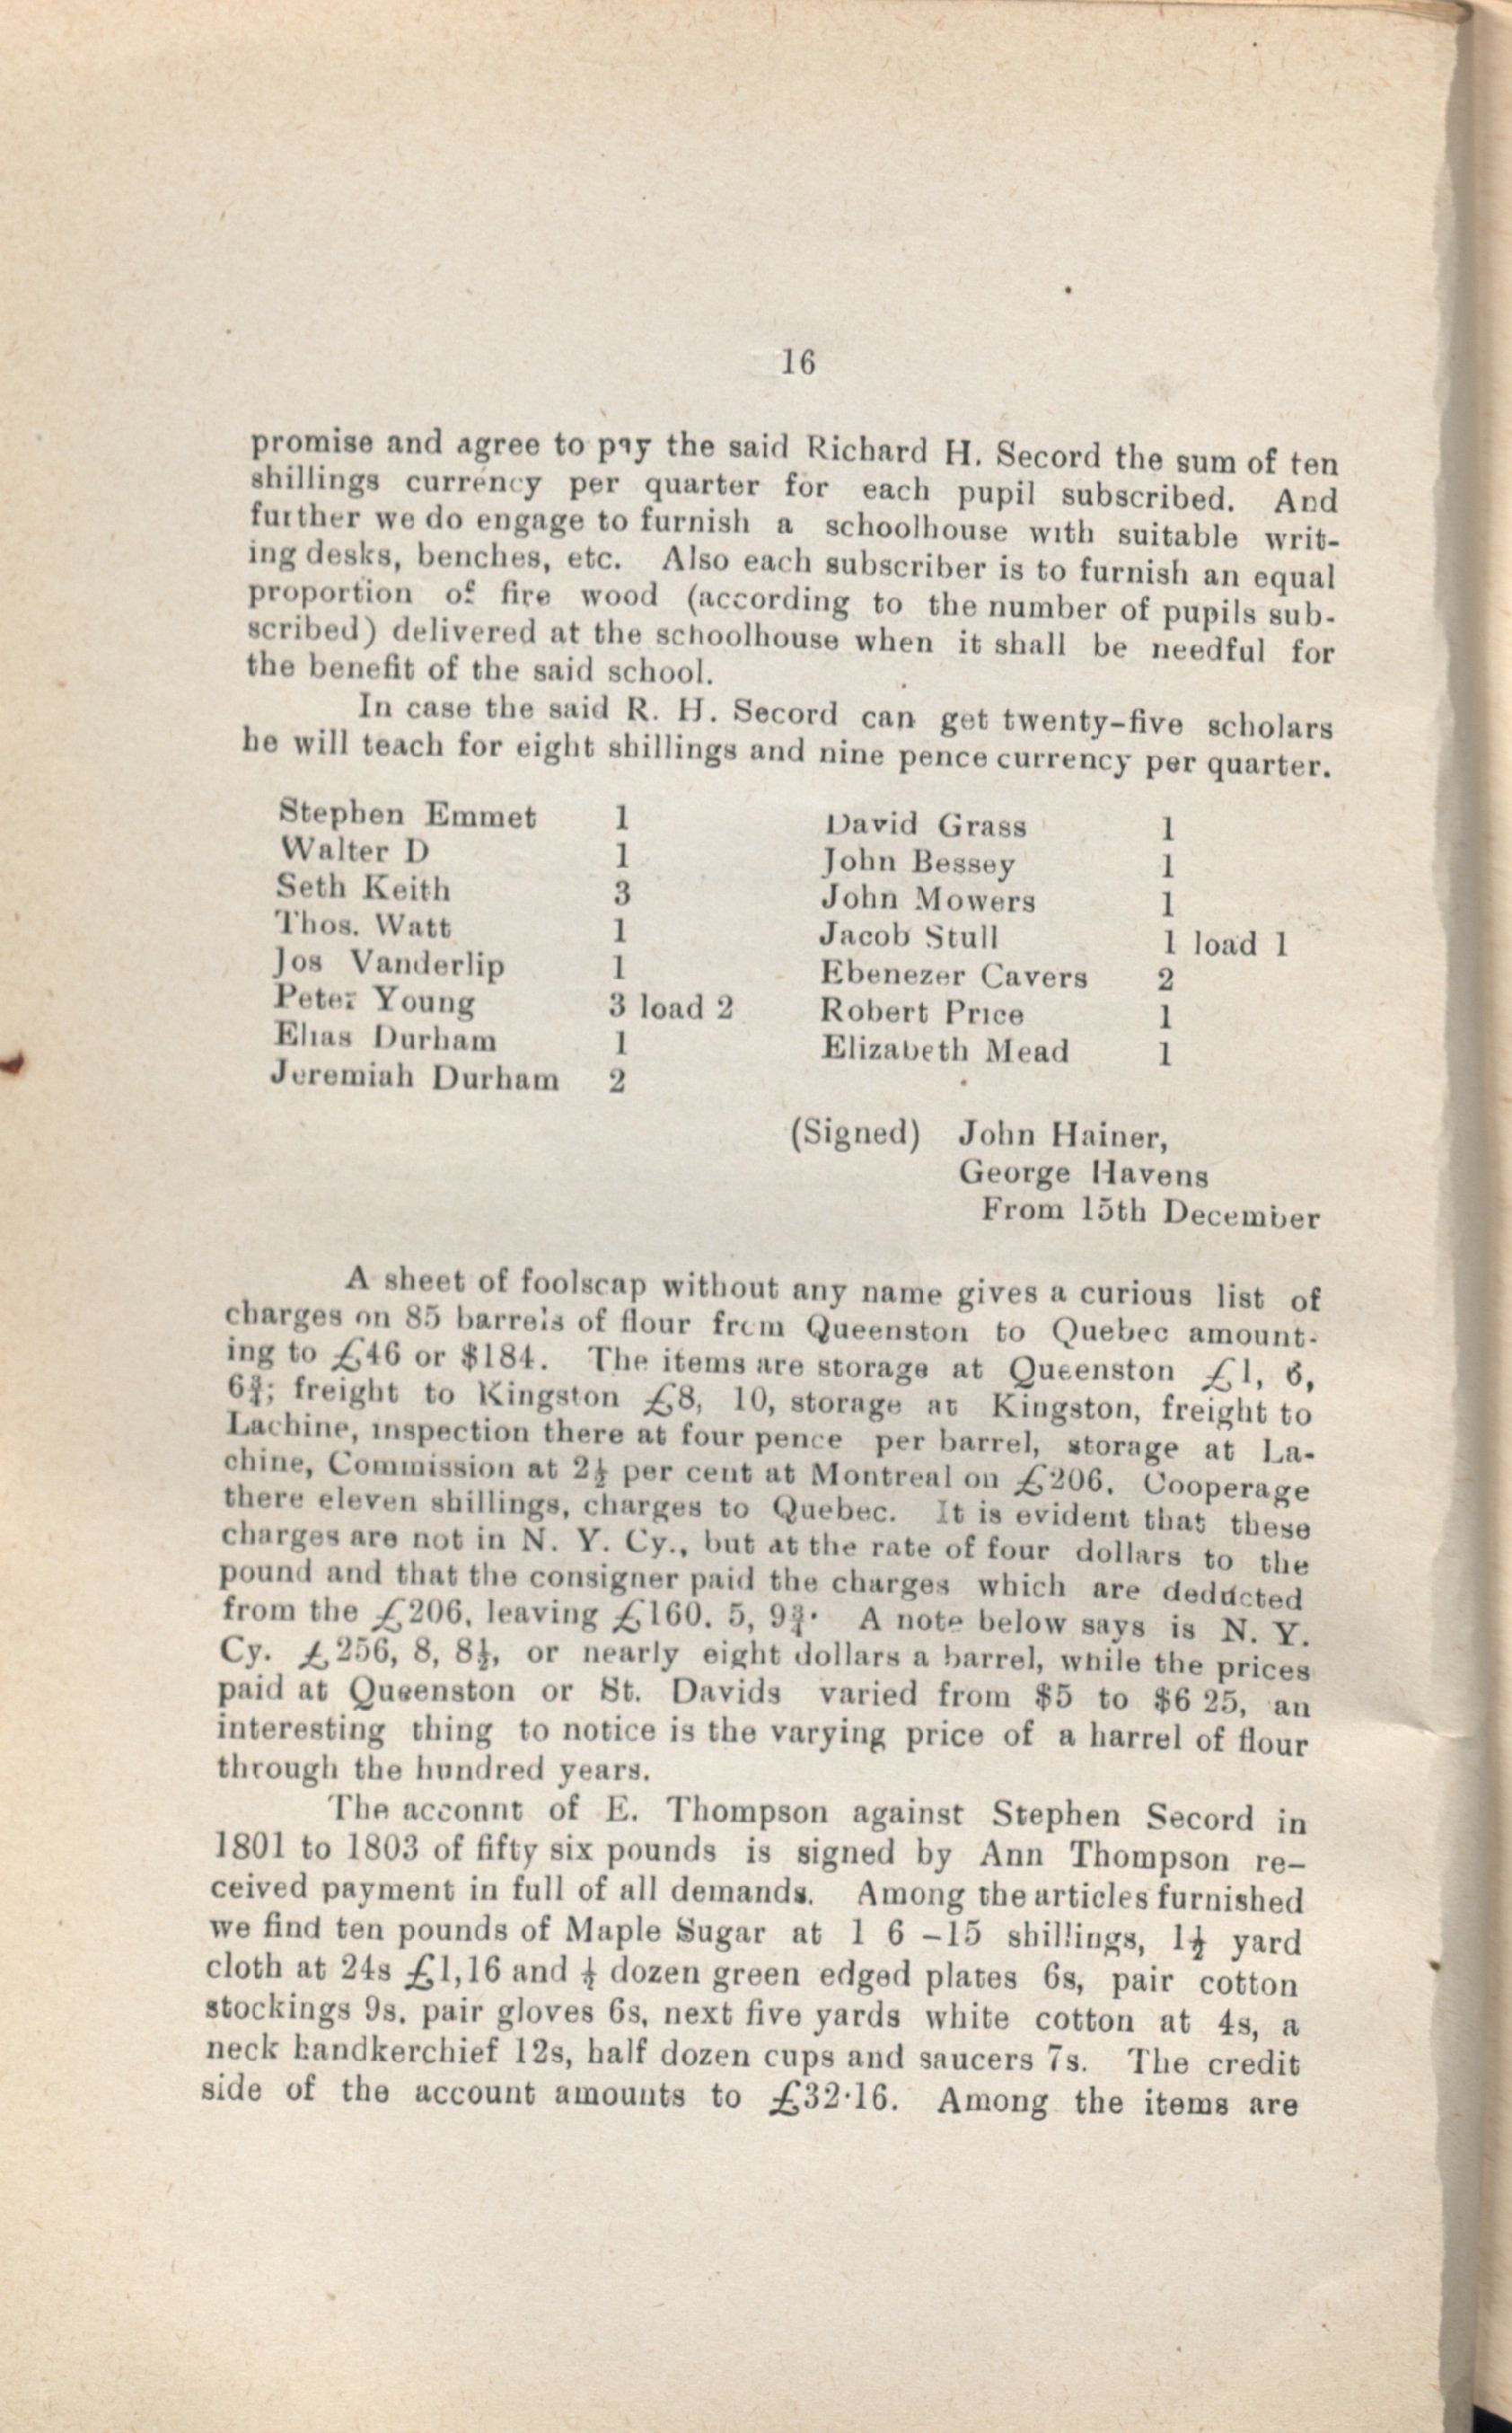 16
promise and agree to pay the said Richard H. Secord the sum of ten
shillings currency per quarter for each pupil subscribed. And
further we do engage to furnish a schoolhouse with suitable writ-
ing desks, benches, etc. Also each subscriber is to furnish an equal
proportion of fire wood (according to the number of pupils sub-
scribed) delivered at the schoolhouse when it shall be needful for
the benefit of the said school.
In case the said R. H. Secord can get twenty-five scholars
he will teach for eight shillings and nine pence currency per quarter.
Stephen Emmet 1
Walter D 1
Seth Keith 3
Thos. Watt 1
Jos Vanderlip 1
Peter Young 3 load 2
Elias Durham 1
Jeremiah Durham 2
David Grass 1
John Bessey 1
John Mowers 1
Jacob Stull 1 load 1
Ebenezer Cavers 2
Robert Price 1
Elizabeth Mead 1
(Signed) John Hainer,
George Havens
From 15th December
A sheet of foolscap without any name gives a curious list of
charges on 85 barrels of flour from Queenston to Quebec amount-
ing to £46 or $184. The items are storage at Queenston £1, 6,
6¾; freight to Kingston £8, 10, storage at Kingston, freight to
Lachine, inspection there at four pence per barrel, storage at La-
chine, Commission at 2½ per cent at Montreal on £206. Cooperage
there eleven shillings, charges to Quebec. It is evident that these
charges are not in N. Y. Cy., but at the rate of four dollars to the
pound and that the consigner paid the charges which are deducted
from the £206, leaving £160. 5, 9¾. A note below says is N. Y.
Cy. £256, 8, 8½, or nearly eight dollars a barrel, while the prices
paid at Queenston or St. Davids varied from $5 to $6 25, an
interesting thing to notice is the varying price of a harrel of flour
through the hundred years.
The acconnt of E. Thompson against Stephen Secord in
1801 to 1803 of fifty six pounds is signed by Ann Thompson re-
ceived payment in full of all demands. Among the articles furnished
we find ten pounds of Maple Sugar at 1 6 -15 shillings, 1½ yard
cloth at 24s £1,16 and ½ dozen green edged plates 6s, pair cotton
stockings 9s, pair gloves 6s, next five yards white cotton at 4s, a
neck handkerchief 12s, half dozen cups and saucers 7s. The credit
side of the account amounts to £32·16. Among the items are